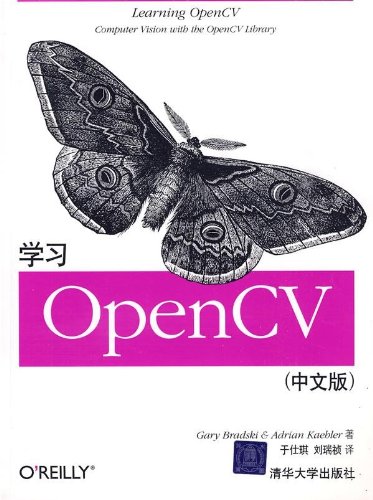 Learning OpenCV
Computer Vision with the OpenCV Library
学习
OpenCV
(中文版)
Gary Bradski & Adrian Kaehler 著
于仕琪 刘瑞祯 译
O'REILLY®
清华大学出版社